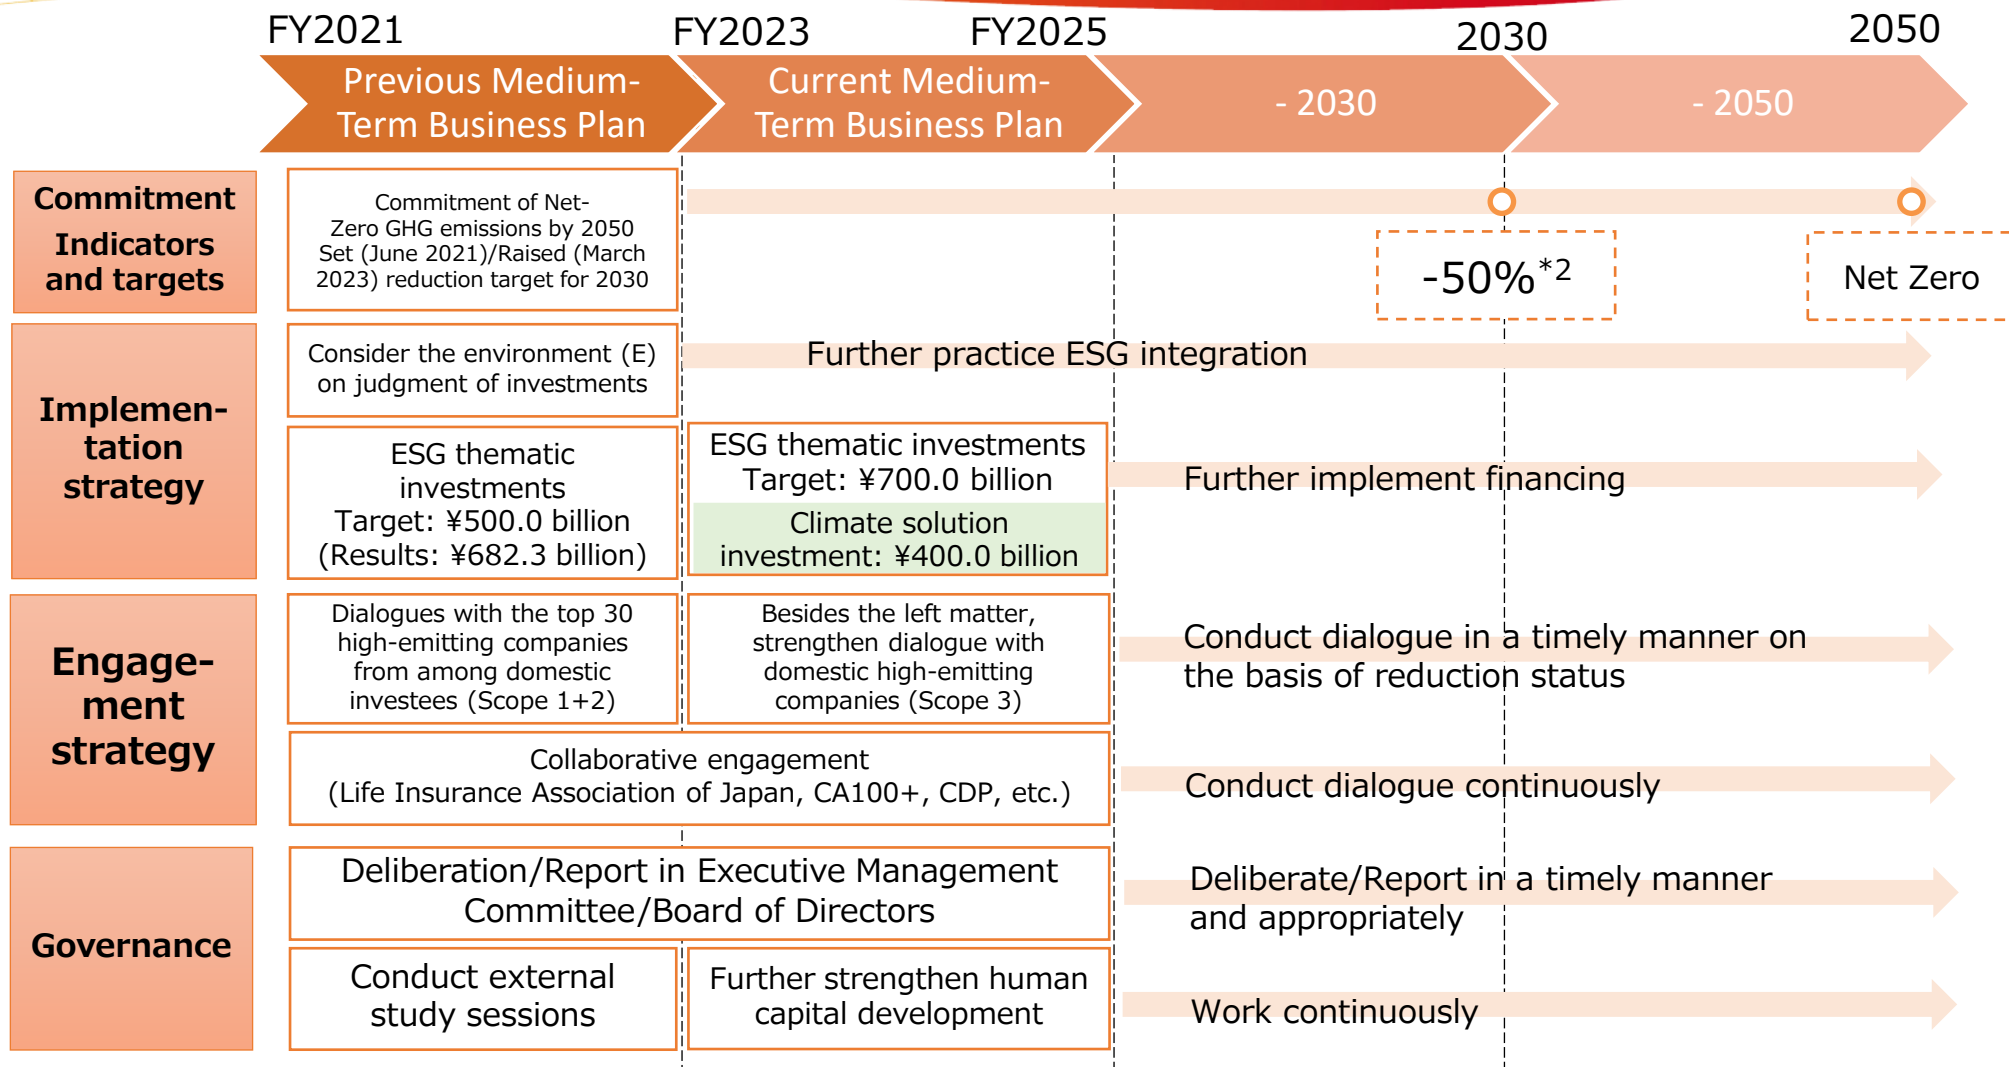 FY2021
FY2023
FY2025
2030
2050
Previous Medium-
Term Business Plan
Current Medium-
Term Business Plan
- 2030
- 2050
Commitment
Indicators
and targets
Commitment of Net-
Zero GHG emissions by 2050
Set (June 2021)/Raised (March
2023) reduction target for 2030
-50%*2
Net Zero
Implemen-
tation
strategy
Consider the environment (E)
on judgment of investments
Further practice ESG integration
ESG thematic
investments
Target: ¥500.0 billion
(Results: ¥682.3 billion)
ESG thematic investments
Target: ¥700.0 billion
Climate solution
investment: ¥400.0 billion
Further implement financing
Engage-
ment
strategy
Dialogues with the top 30
high-emitting companies
from among domestic
investees (Scope 1+2)
Besides the left matter,
strengthen dialogue with
domestic high-emitting
companies (Scope 3)
Conduct dialogue in a timely manner on
the basis of reduction status
Collaborative engagement
(Life Insurance Association of Japan, CA100+, CDP, etc.)
Conduct dialogue continuously
Governance
Deliberation/Report in Executive Management
Committee/Board of Directors
Deliberate/Report in a timely manner
and appropriately
Conduct external
study sessions
Further strengthen human
capital development
Work continuously